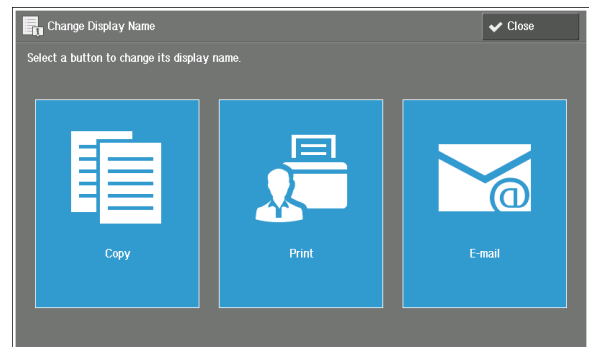 Change Display Name
Close
Select a button to change its display name.
Copy
Print
@
E-mail